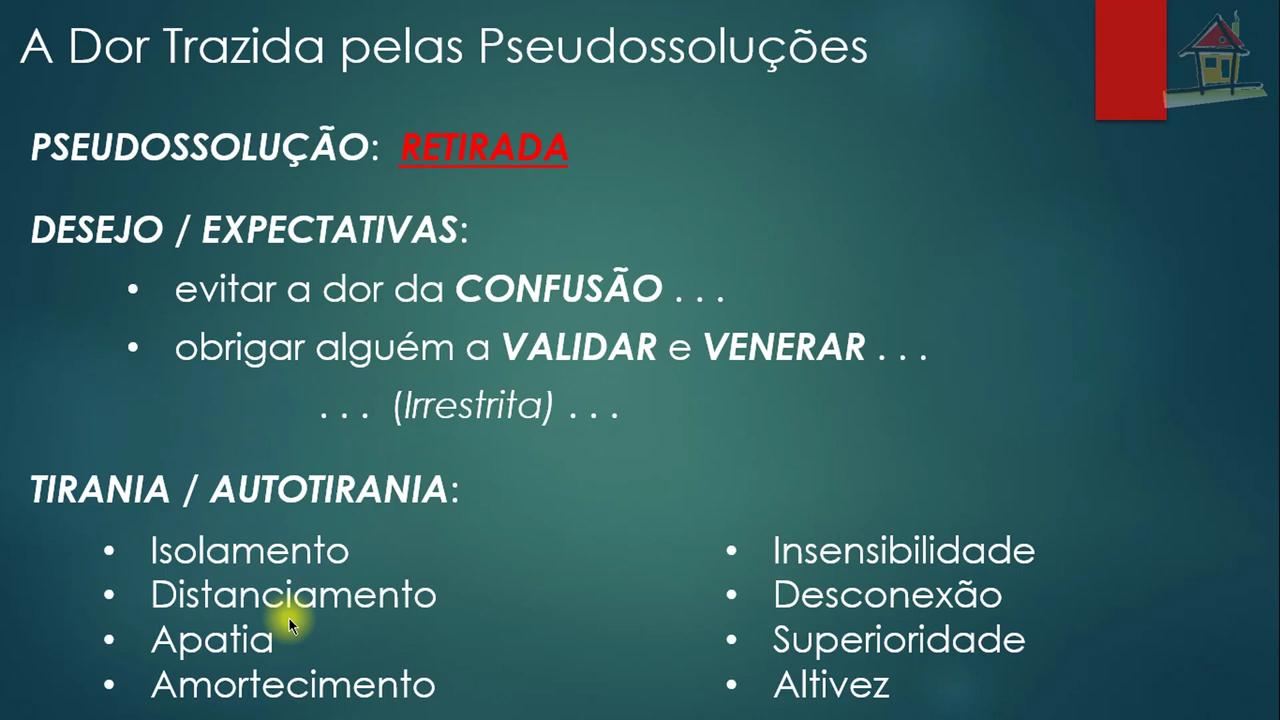 A Dor Trazida pelas Pseudossoluções
PSEUDOSSOLUÇÃO: RETIRADA
DESEJO / EXPECTATIVAS:
• evitar a dor da CONFUSÃO . . .
• obrigar alguém a VALIDAR e VENERAR . . .
. . . (Irrestrita) . . .
TIRANIA / AUTOTIRANIA:
• Isolamento
• Distanciamento
• Apatia
• Amortecimento
• Insensibilidade
• Desconexão
• Superioridade
• Altivez